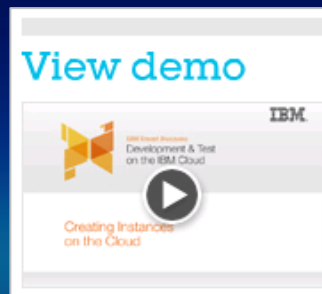 View demo
IBM
IBM Smart Business
Development & Test
on the IBM Cloud
Creating Instances
on the Cloud